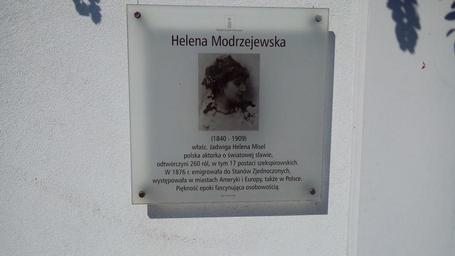 Helena Modrzejewska
(1840 - 1909)
właśc. Jadwiga Helena Misel
polska aktorka o światowej sławie,
odtwórczyni 260 ról, w tym 17 postaci szekspirowskich.
W 1876 r. emigrowała do Stanów Zjednoczonych,
występowała w miastach Ameryki i Europy, także w Polsce.
Piękność epoki fascynująca osobowością.